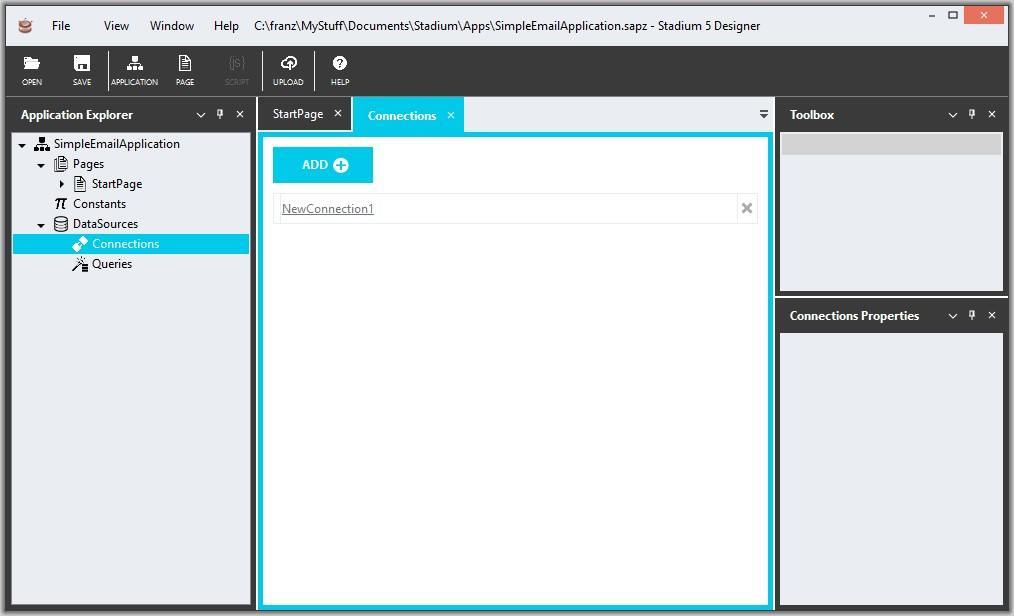 File View Window Help C:\franz\MyStuff\Documents\Stadium\Apps\SimpleEmailApplication.sapz - Stadium 5 Designer
OPEN SAVE APPLICATION PAGE SCRIPT UPLOAD HELP
Application Explorer
SimpleEmailApplication
Pages
StartPage
Constants
DataSources
Connections
Queries
StartPage Connections
ADD
NewConnection1
Toolbox
Connections Properties